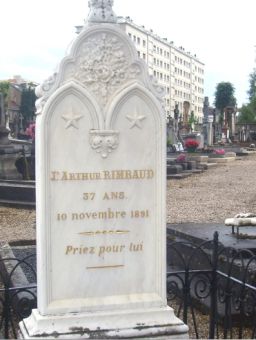 Jn Arthur RIMBAUD
37 ANS.
10 novembre 1891
Priez pour lui